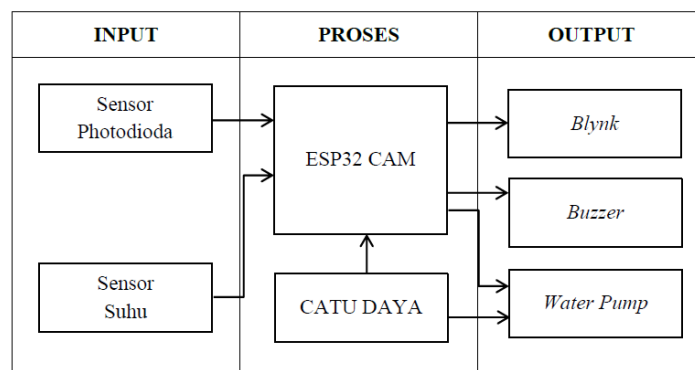 INPUT
PROSES
OUTPUT
Sensor
Photodioda
ESP32 CAM
Blynk
Buzzer
Sensor
Suhu
CATU DAYA
Water Pump